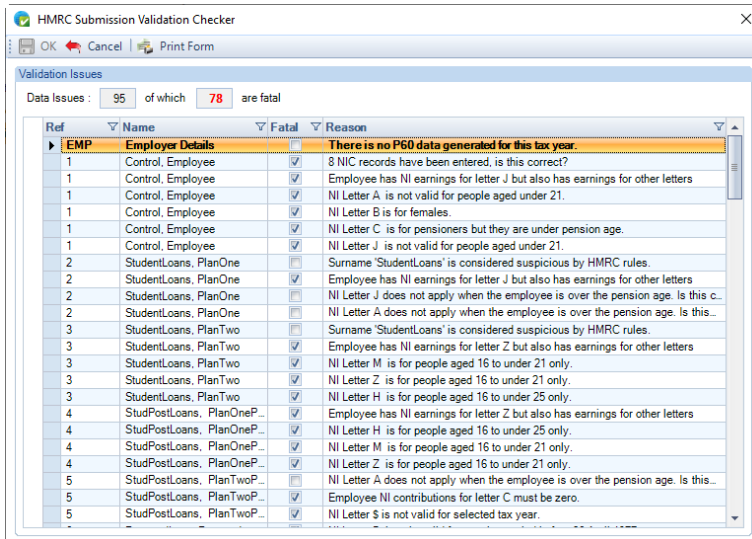 HMRC Submission Validation Checker
OK Cancel Print Form
Validation Issues
Data Issues : 95 of which 78 are fatal
Ref Name Fatal Reason
EMP Employer Details There is no P60 data generated for this tax year.
1 Control, Employee 8 NIC records have been entered, is this correct?
1 Control, Employee Employee has NI earnings for letter J but also has earnings for other letters
1 Control, Employee NI Letter A is not valid for people aged under 21.
1 Control, Employee NI Letter B is for females.
1 Control, Employee NI Letter C is for pensioners but they are under pension age.
1 Control, Employee NI Letter J is not valid for people aged under 21.
2 StudentLoans, PlanOne Surname 'StudentLoans' is considered suspicious by HMRC rules.
2 StudentLoans, PlanOne Employee has NI earnings for letter J but also has earnings for other letters
2 StudentLoans, PlanOne NI Letter J does not apply when the employee is over the pension age. Is this c...
2 StudentLoans, PlanOne NI Letter A does not apply when the employee is over the pension age. Is this...
3 StudentLoans, PlanTwo Surname 'StudentLoans' is considered suspicious by HMRC rules.
3 StudentLoans, PlanTwo Employee has NI earnings for letter Z but also has earnings for other letters
3 StudentLoans, PlanTwo NI Letter M is for people aged 16 to under 21 only.
3 StudentLoans, PlanTwo NI Letter Z is for people aged 16 to under 21 only.
3 StudentLoans, PlanTwo NI Letter H is for people aged 16 to under 25 only.
4 StudPostLoans, PlanOneP... Employee has NI earnings for letter Z but also has earnings for other letters
4 StudPostLoans, PlanOneP... NI Letter H is for people aged 16 to under 25 only.
4 StudPostLoans, PlanOneP... NI Letter M is for people aged 16 to under 21 only.
4 StudPostLoans, PlanOneP... NI Letter Z is for people aged 16 to under 21 only.
5 StudPostLoans, PlanTwoP... NI Letter A does not apply when the employee is over the pension age. Is this...
5 StudPostLoans, PlanTwoP... Employee NI contributions for letter C must be zero.
5 StudPostLoans, PlanTwoP... NI Letter $ is not valid for selected tax year.